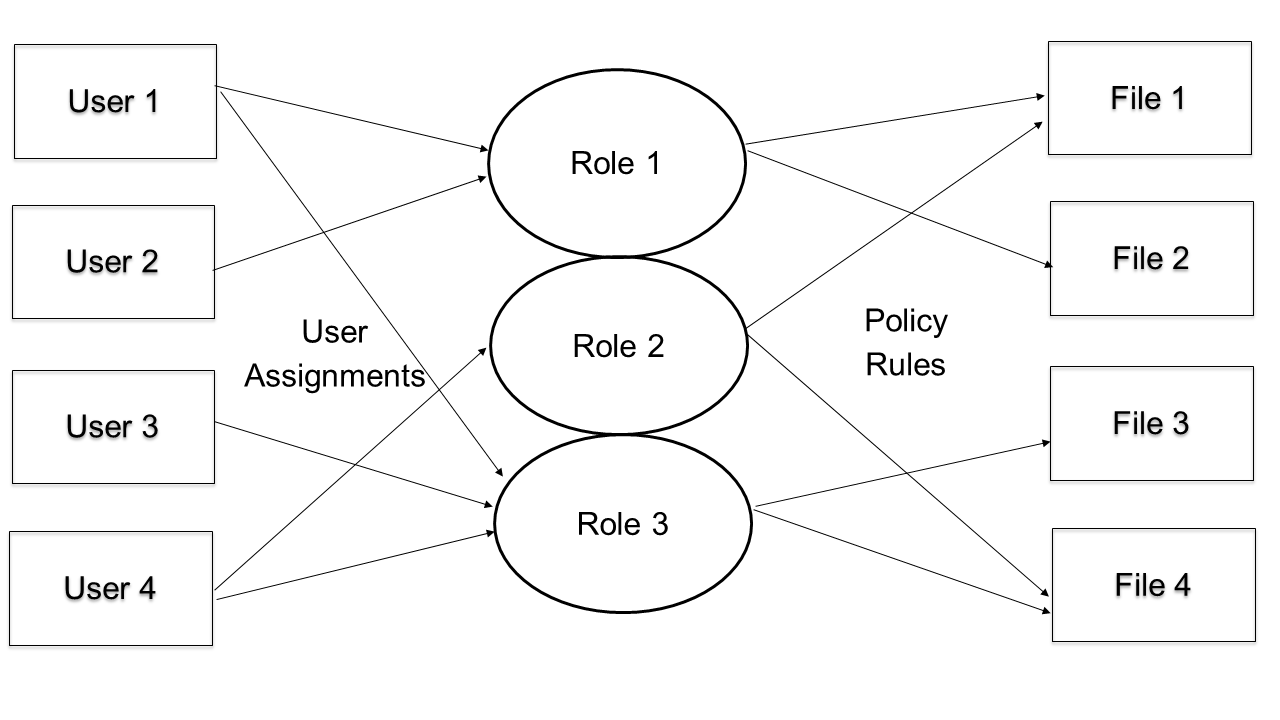 User 1
User 2
User 3
User 4
User
Assignments
Role 1
Role 2
Role 3
Policy
Rules
File 1
File 2
File 3
File 4